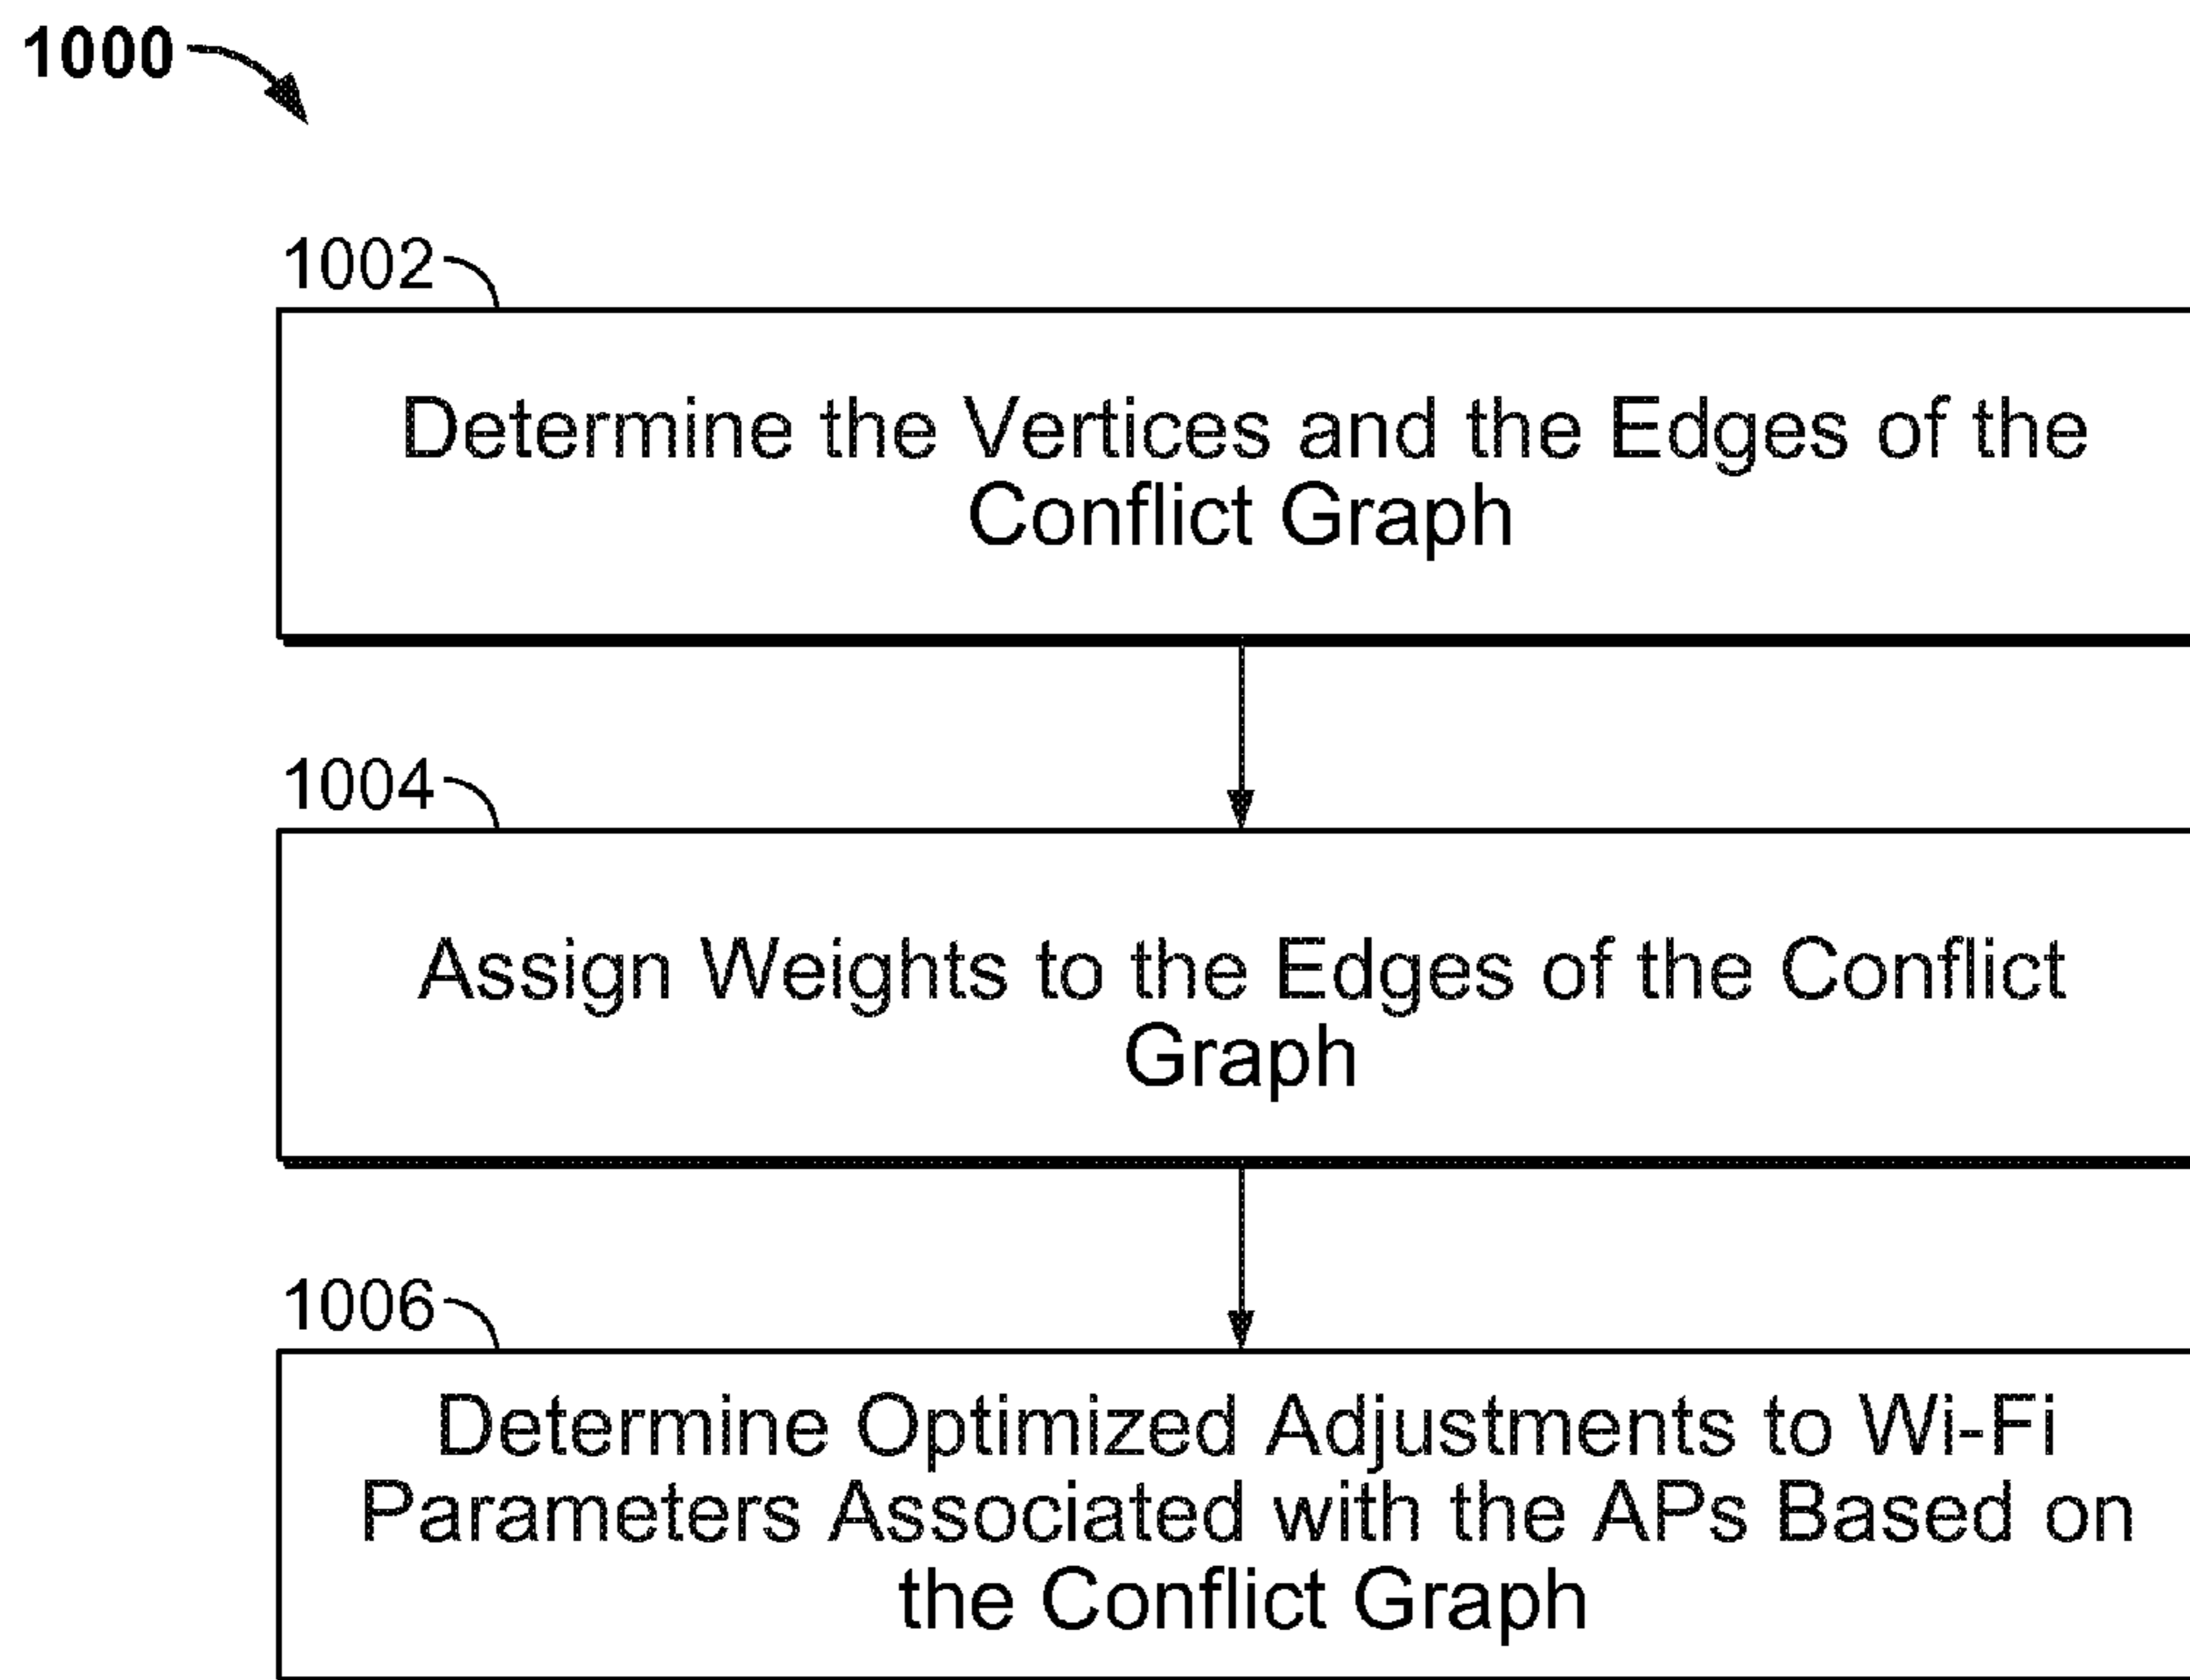 1000
1002
Determine the Vertices and the Edges of the
Conflict Graph
1004
Assign Weights to the Edges of the Conflict
Graph
1006
Determine Optimized Adjustments to Wi-Fi
Parameters Associated with the APs Based on
the Conflict Graph